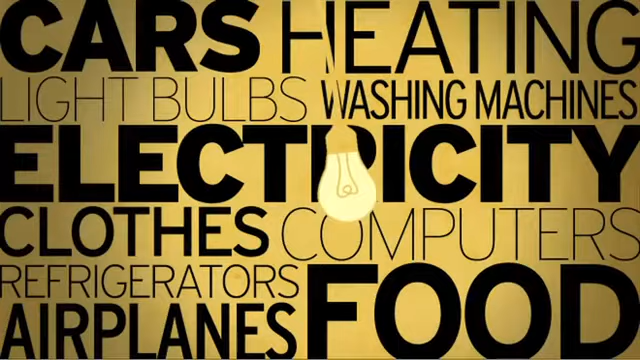 CARS HEATING
LIGHT BULBS WASHING MACHINES
ELECTRICITY
CLOTHES COMPUTERS
REFRIGERATORS
AIRPLANES FOOD